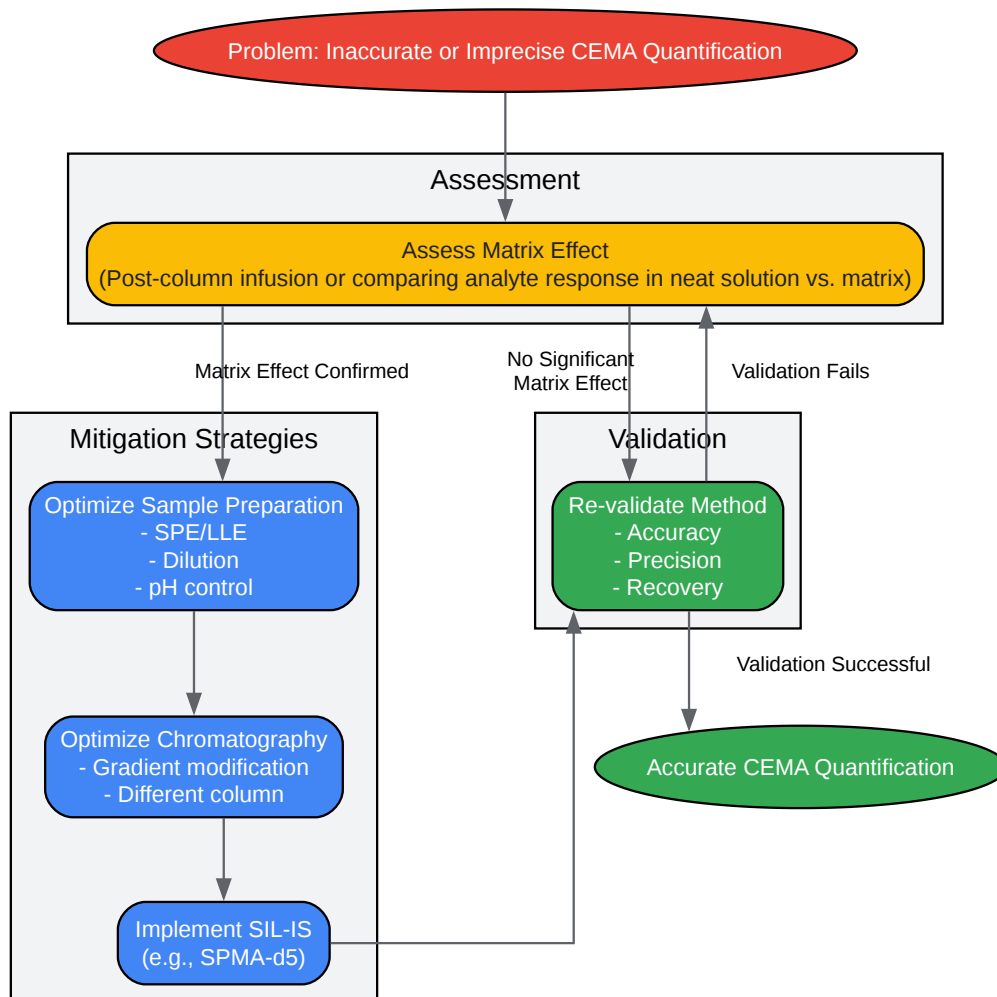 Problem: Inaccurate or Imprecise CEMA Quantification
Assessment
Assess Matrix Effect
(Post-column infusion or comparing analyte response in neat solution vs. matrix)
Matrix Effect Confirmed
No Significant
Matrix Effect
Validation Fails
Mitigation Strategies
Optimize Sample Preparation
- SPE/LLE
- Dilution
- pH control
Optimize Chromatography
- Gradient modification
- Different column
Implement SIL-IS
(e.g., SPMA-d5)
Validation
Re-validate Method
- Accuracy
- Precision
- Recovery
Validation Successful
Accurate CEMA Quantification